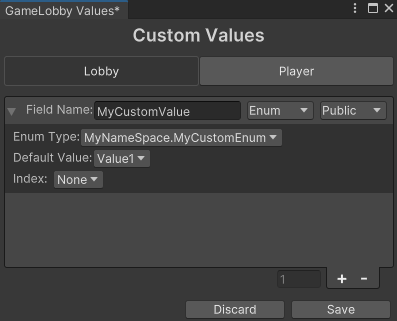 GameLobby Values*
Custom Values
Lobby Player
Field Name: MyCustomValue Enum Public
Enum Type: MyNameSpace.MyCustomEnum
Default Value: Value1
Index: None
1 + -
Discard Save